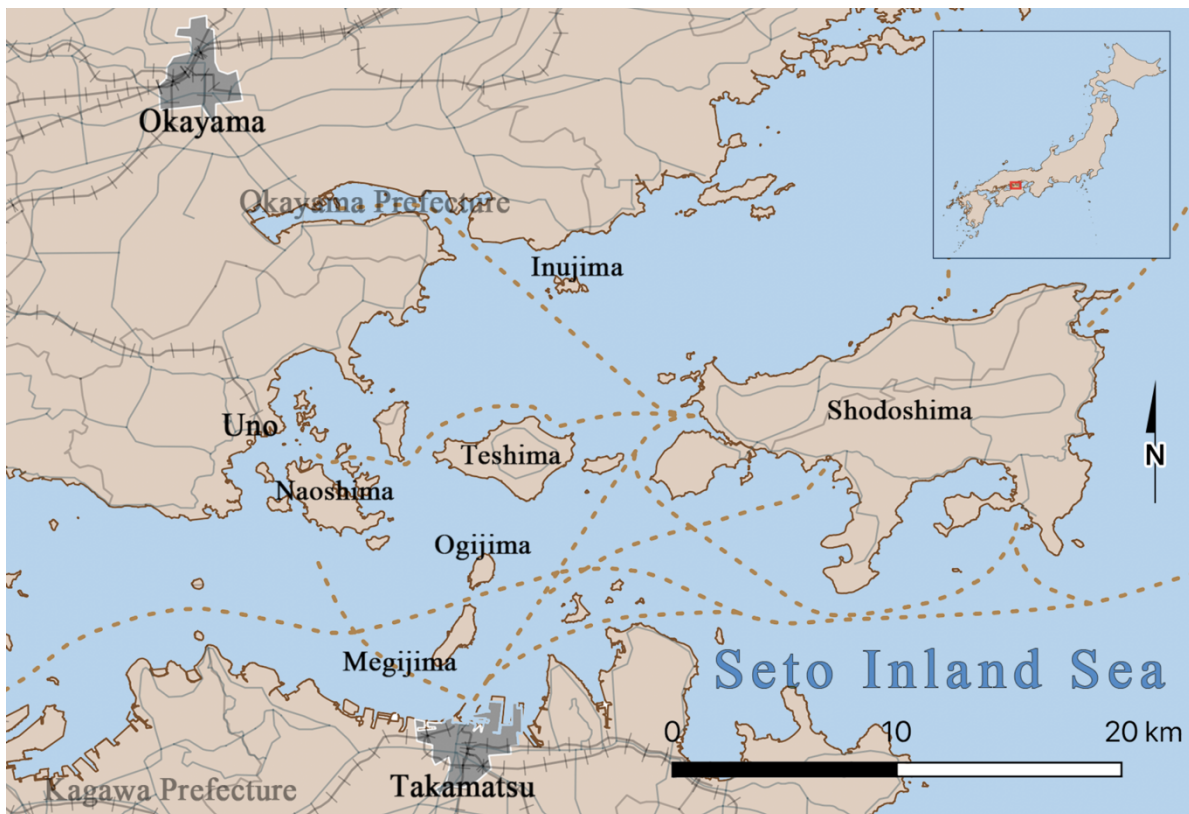 Okayama
Okayama Prefecture
Inujima
Shodoshima
Uno
Teshima
N
Naoshima
Ogijima
Megijima
Seto Inland Sea
0 10 20 km
Takamatsu
Kagawa Prefecture